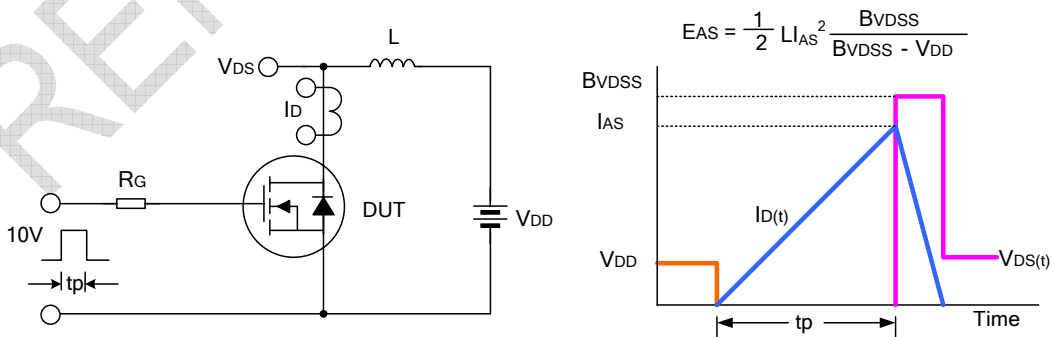 VDS
L
ID
RG
DUT
VDD
10V
tp
EAS = 1/2 LIAS² BVDSS / BVDSS - VDD
BVDSS
IAS
ID(t)
VDD
VDS(t)
tp
Time